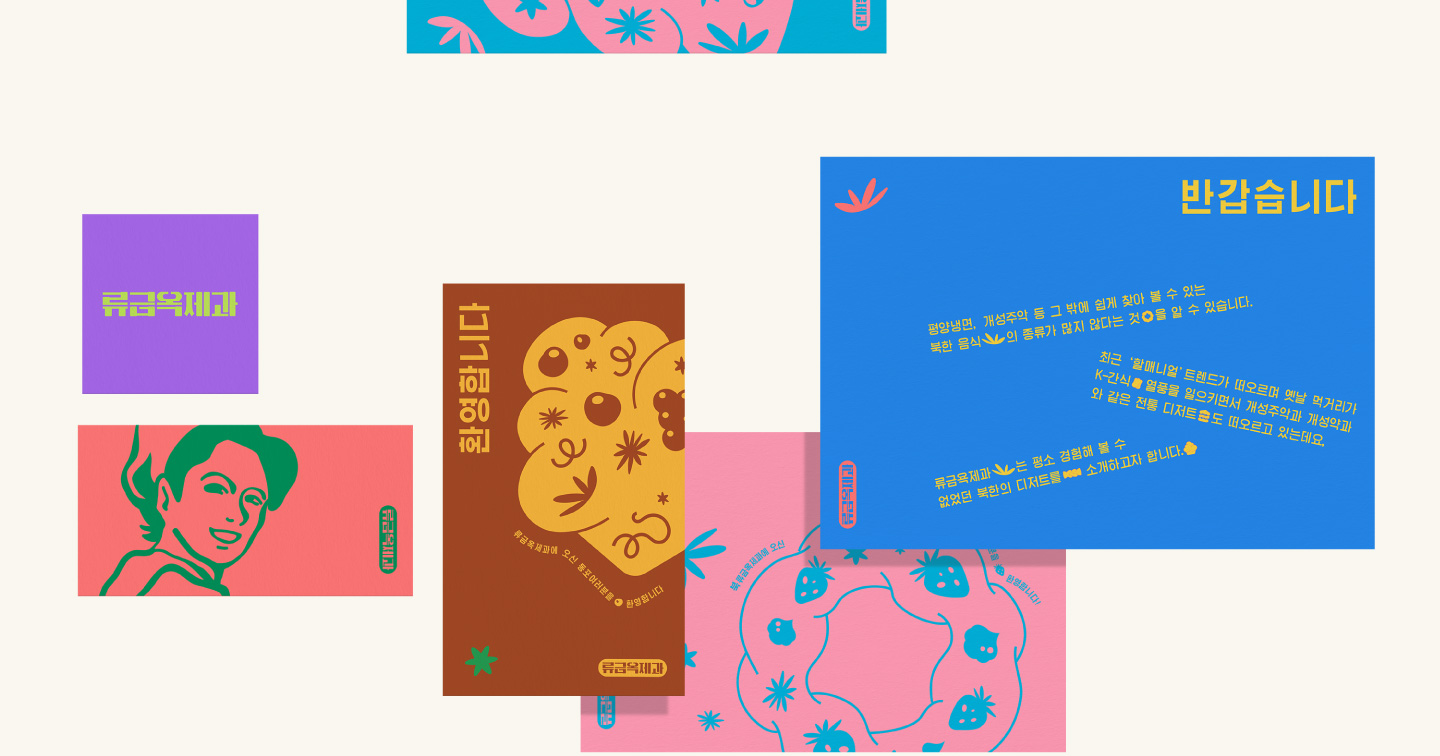 류금옥제과
류금옥제과
류금옥제과
환영합니다
류금옥제과에 오신 동포여러분을 환영합니다
류금옥제과
류금옥제과에 오신
환영합니다!
반갑습니다
평양냉면, 개성주악 등 그 밖에 쉽게 찾아 볼 수 있는
북한 음식의 종류가 많지 않다는 것을 알 수 있습니다.
최근 '할매니얼' 트렌드가 떠오르며 옛날 먹거리가
K-간식 열풍을 일으키면서 개성주악과 개성약과
와 같은 전통 디저트도 떠오르고 있는데요.
류금옥제과는 평소 경험해 볼 수
없었던 북한의 디저트를 소개하고자 합니다.
류금옥제과